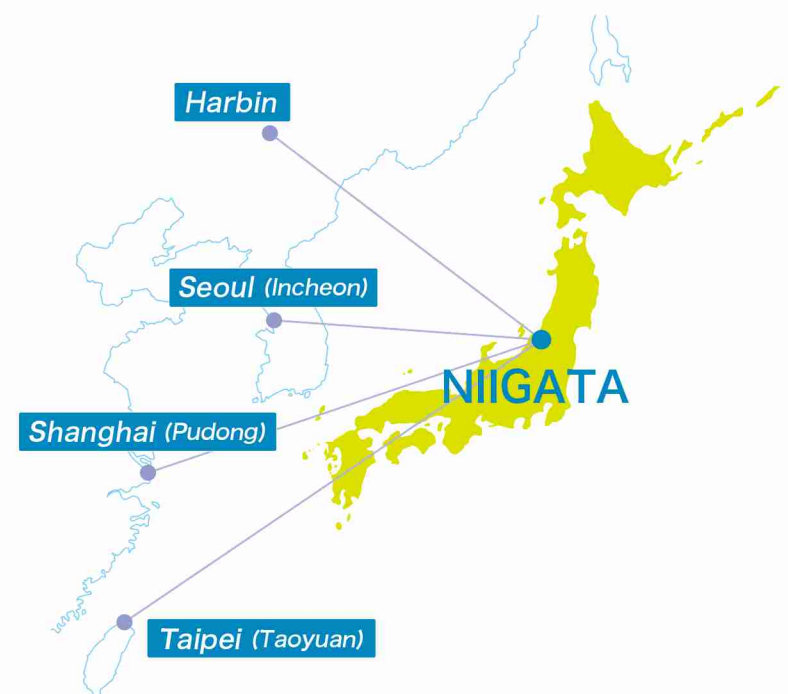 Harbin
Seoul (Incheon)
NIIGATA
Shanghai (Pudong)
Taipei (Taoyuan)